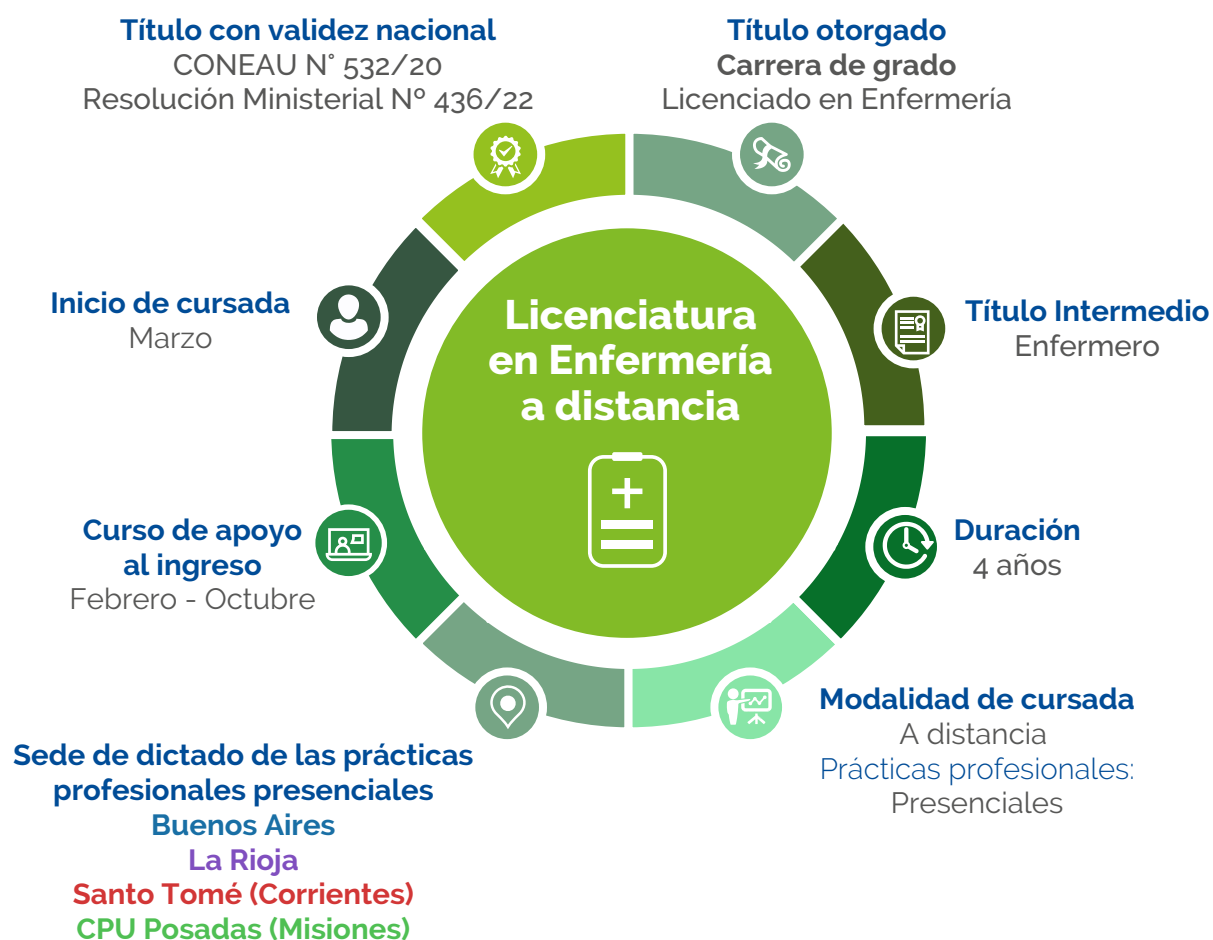 Título con validez nacional
CONEAU N° 532/20
Resolución Ministerial Nº 436/22
Título otorgado
Carrera de grado
Licenciado en Enfermería
Inicio de cursada
Marzo
Licenciatura
en Enfermería
a distancia
Título Intermedio
Enfermero
Curso de apoyo
al ingreso
Febrero - Octubre
Duración
4 años
Sede de dictado de las prácticas
profesionales presenciales
Buenos Aires
La Rioja
Santo Tomé (Corrientes)
CPU Posadas (Misiones)
Modalidad de cursada
A distancia
Prácticas profesionales:
Presenciales